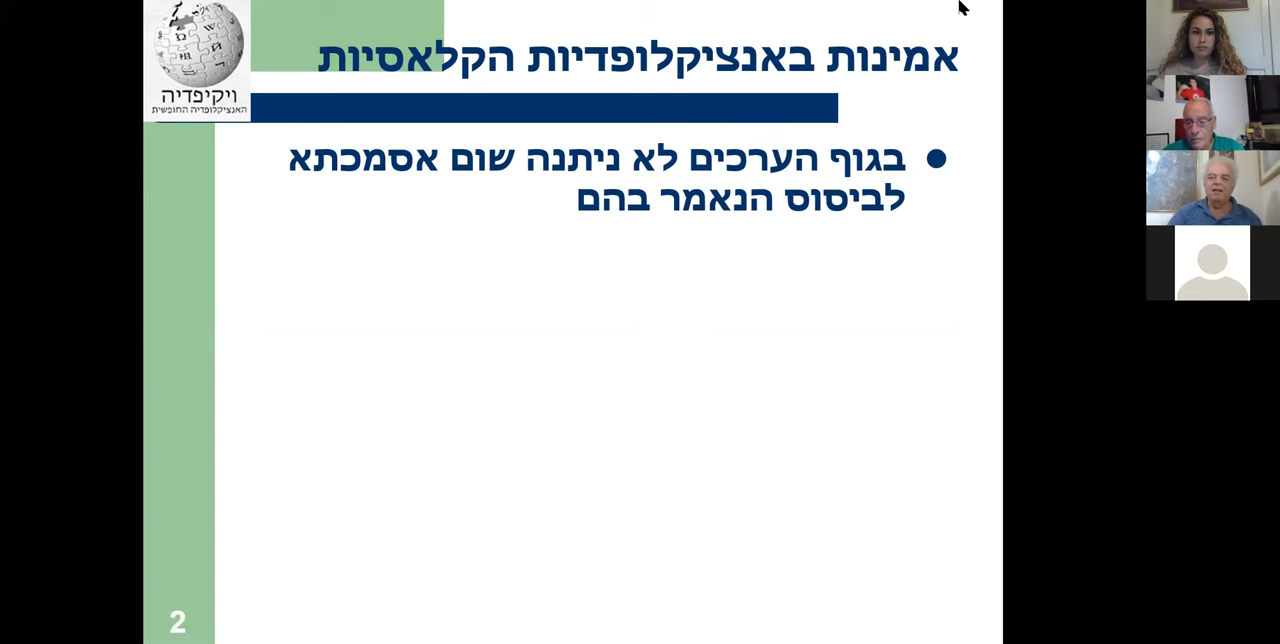 אמינות באנציקלופדיות הקלאסיות
ויקיפדיה
האנציקלופדיה החופשית
בגוף הערכים לא ניתנה שום אסמכתא
לביסוס הנאמר בהם
2